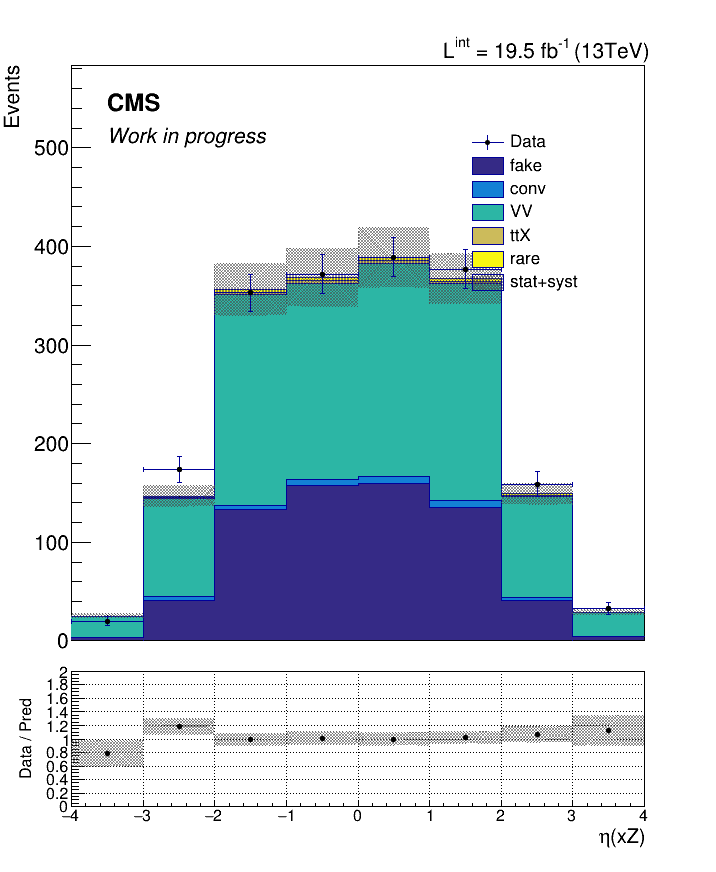 L^int = 19.5 fb^-1 (13TeV)
Events
CMS
Work in progress
Data
fake
conv
VV
ttX
rare
stat+syst
500
400
300
200
100
0
Data / Pred
2
1.8
1.6
1.4
1.2
1
0.8
0.6
0.4
0.2
0
−4 −3 −2 −1 0 1 2 3 4
η(xZ)